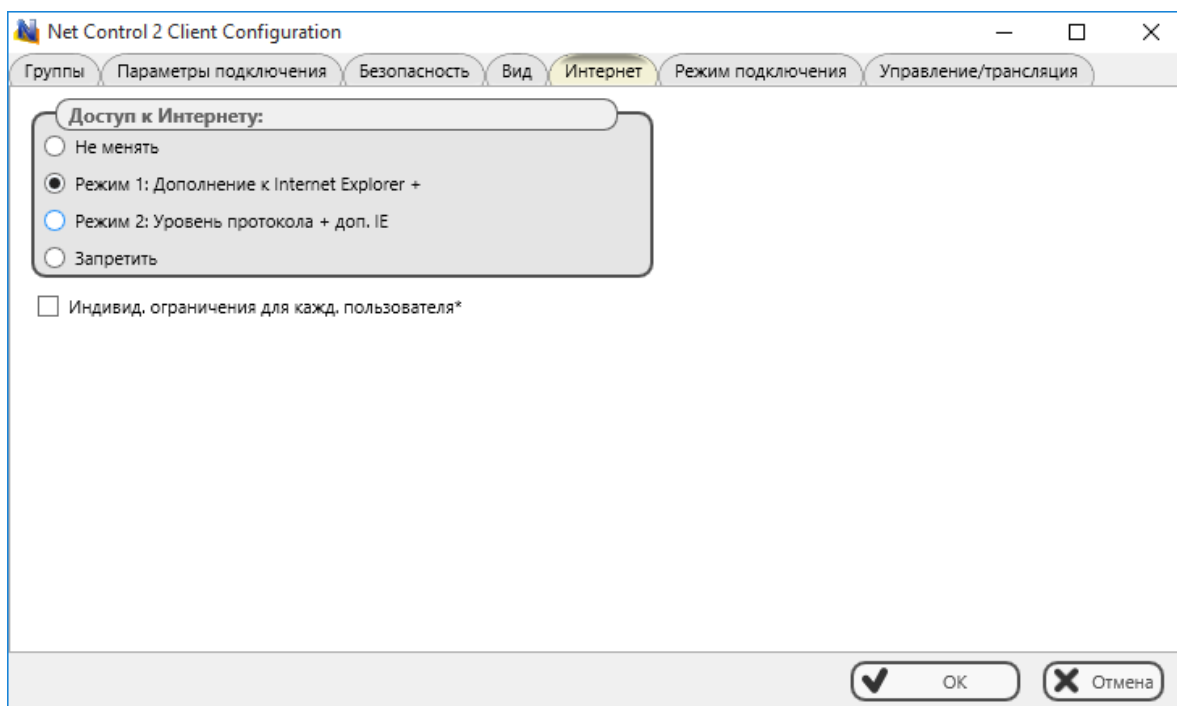 Net Control 2 Client Configuration
Группы Параметры подключения Безопасность Вид Интернет Режим подключения Управление/трансляция
Доступ к Интернету:
Не менять
Режим 1: Дополнение к Internet Explorer +
Режим 2: Уровень протокола + доп. IE
Запретить
Индивид. ограничения для кажд. пользователя*
OK Отмена